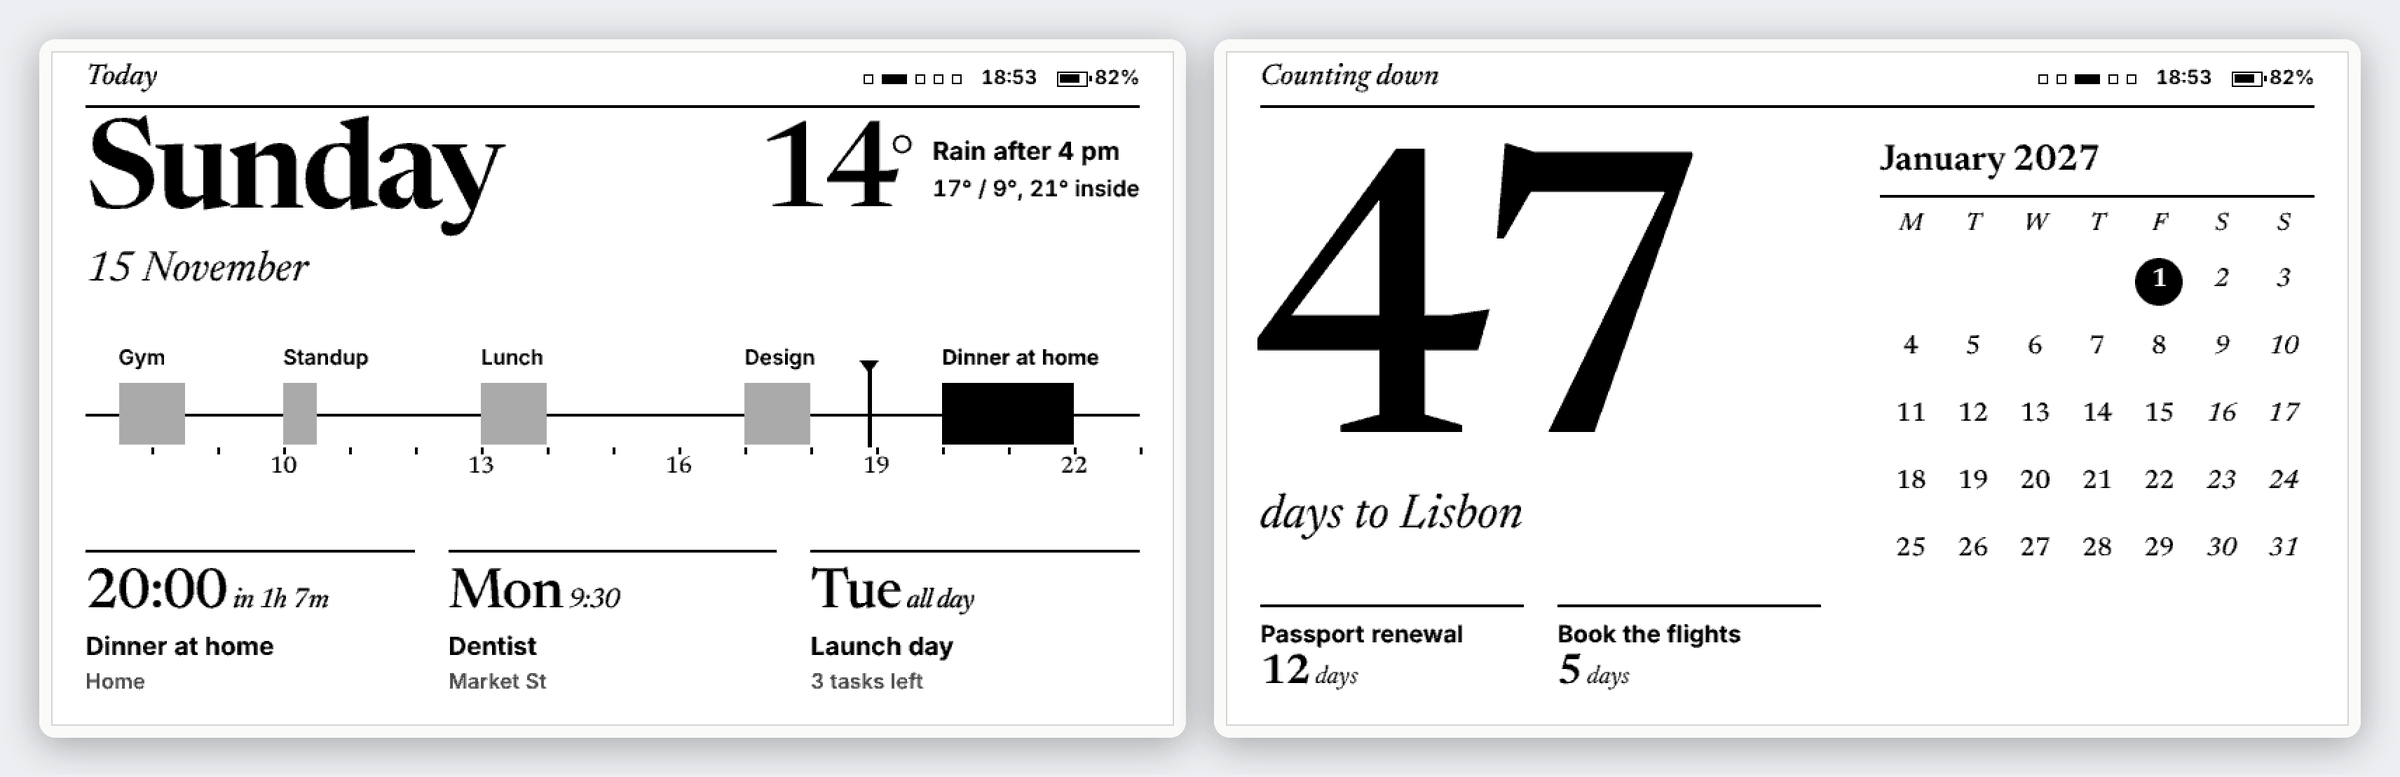 Today
18:53 82%
Sunday
14° Rain after 4 pm
17° / 9°, 21° inside
15 November
Gym Standup Lunch Design Dinner at home
10 13 16 19 22
20:00 in 1h 7m
Dinner at home
Home
Mon 9:30
Dentist
Market St
Tue all day
Launch day
3 tasks left
Counting down
18:53 82%
47
days to Lisbon
Passport renewal
12 days
Book the flights
5 days
January 2027
M T W T F S S
1 2 3
4 5 6 7 8 9 10
11 12 13 14 15 16 17
18 19 20 21 22 23 24
25 26 27 28 29 30 31